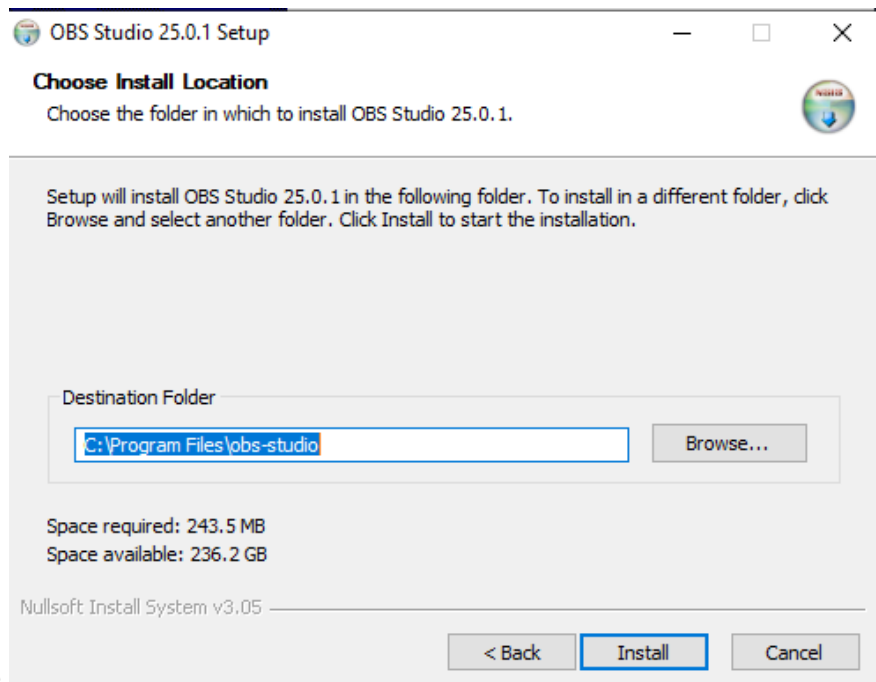 OBS Studio 25.0.1 Setup
Choose Install Location
Choose the folder in which to install OBS Studio 25.0.1.
Setup will install OBS Studio 25.0.1 in the following folder. To install in a different folder, click
Browse and select another folder. Click Install to start the installation.
Destination Folder
C:\Program Files\obs-studio
Browse...
Space required: 243.5 MB
Space available: 236.2 GB
Nullsoft Install System v3.05
< Back
Install
Cancel